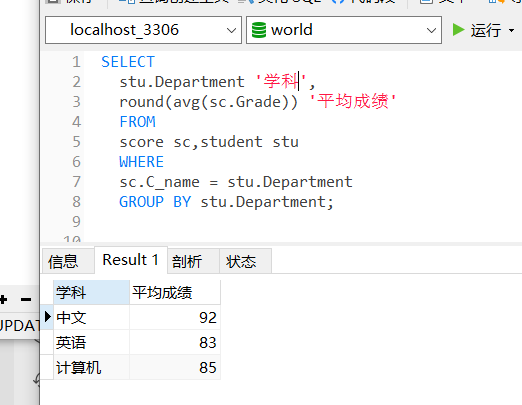 localhost_3306 world 运行
1 SELECT
2 stu.Department '学科',
3 round(avg(sc.Grade)) '平均成绩'
4 FROM
5 score sc,student stu
6 WHERE
7 sc.C_name = stu.Department
8 GROUP BY stu.Department;
9
10
信息 Result 1 剖析 状态
学科 平均成绩
中文 92
英语 83
计算机 85
UPDAT